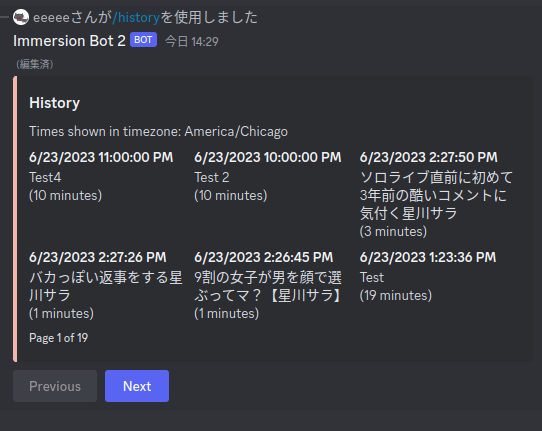 eeeeeさんが/historyを使用しました
Immersion Bot 2 BOT 今日 14:29
(編集済)
History
Times shown in timezone: America/Chicago
6/23/2023 11:00:00 PM
Test4
(10 minutes)
6/23/2023 10:00:00 PM
Test 2
(10 minutes)
6/23/2023 2:27:50 PM
ソロライブ直前に初めて
3年前の酷いコメントに
気付く星川サラ
(3 minutes)
6/23/2023 2:27:26 PM
バカっぽい返事をする星
川サラ
(1 minutes)
6/23/2023 2:26:45 PM
9割の女子が男を顔で選
ぶってマ？【星川サラ】
(1 minutes)
6/23/2023 1:23:36 PM
Test
(19 minutes)
Page 1 of 19
Previous
Next